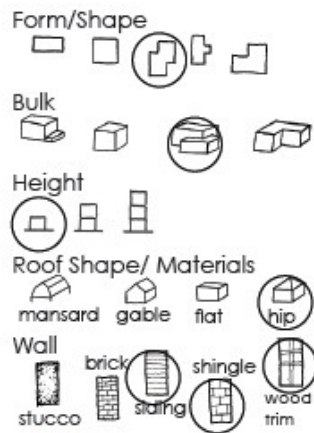 Form/Shape
Bulk
Height
Roof Shape/ Materials
mansard gable flat hip
Wall
brick shingle
stucco siding wood
trim